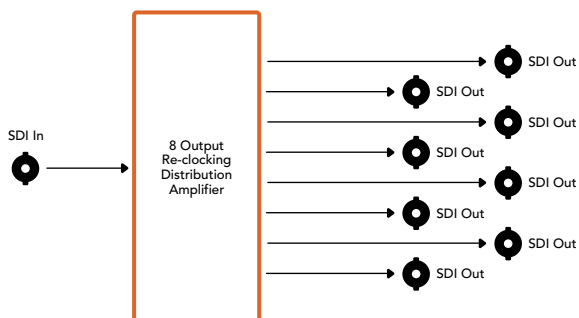 SDI In
8 Output
Re-clocking
Distribution
Amplifier
SDI Out
SDI Out
SDI Out
SDI Out
SDI Out
SDI Out
SDI Out
SDI Out